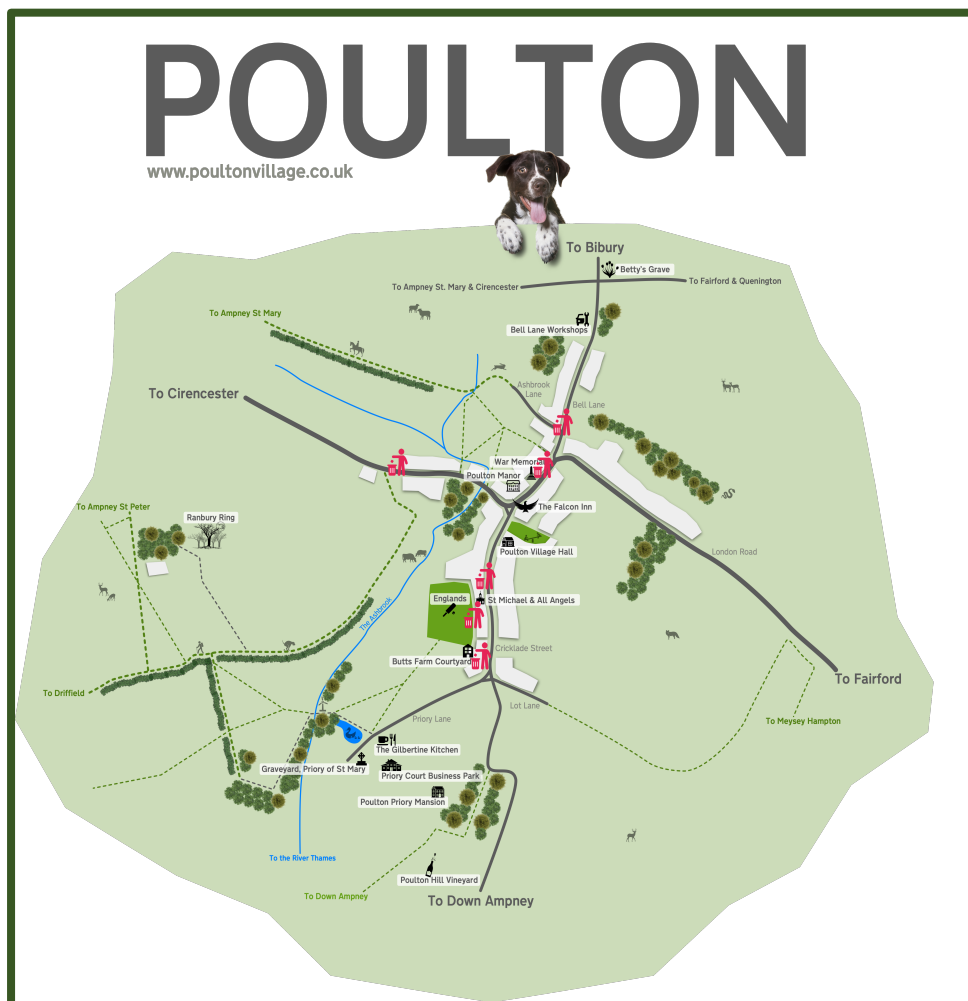 POULTON
www.poultonvillage.co.uk
To Bibury
Betty's Grave
To Ampney St. Mary & Cirencester
To Fairford & Quenington
To Ampney St Mary
Bell Lane Workshops
Ashbrook
Lane
To Cirencester
Bell Lane
War Memorial
Poulton Manor
To Ampney St Peter
The Falcon Inn
Ranbury Ring
Poulton Village Hall
London Road
Englands
St Michael & All Angels
The Ashbrook
Cricklade Street
Butts Farm Courtyard
To Fairford
To Driffield
Lot Lane
Priory Lane
To Meysey Hampton
The Gilbertine Kitchen
Graveyard, Priory of St Mary
Priory Court Business Park
Poulton Priory Mansion
To the River Thames
Poulton Hill Vineyard
To Down Ampney
To Down Ampney